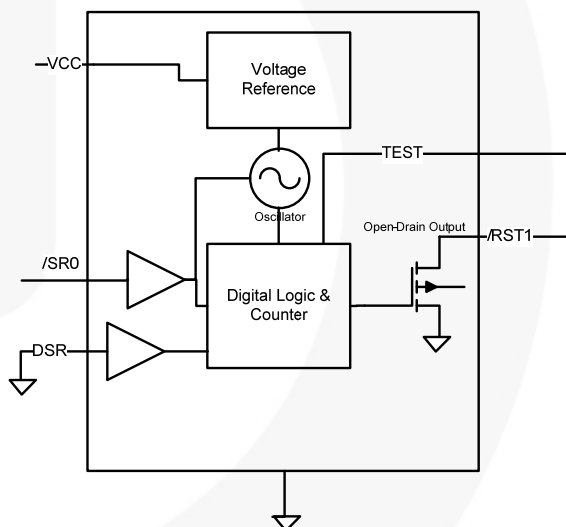 VCC
Voltage
Reference
TEST
Oscillator
Open-Drain Output
/RST1
/SR0
Digital Logic &
Counter
DSR